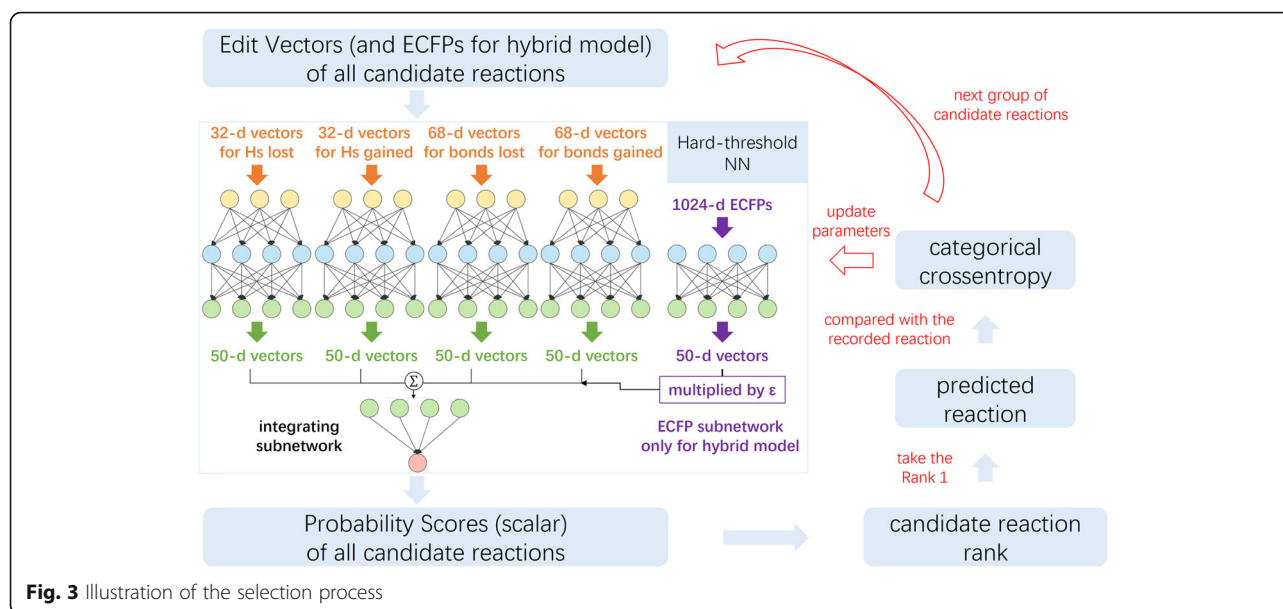 Edit Vectors (and ECFPs for hybrid model)
of all candidate reactions
next group of
candidate reactions
32-d vectors
for Hs lost
32-d vectors
for Hs gained
68-d vectors
for bonds lost
68-d vectors
for bonds gained
Hard-threshold
NN
1024-d ECFPs
update
parameters
categorical
crossentropy
50-d vectors
50-d vectors
50-d vectors
50-d vectors
50-d vectors
compared with the
recorded reaction
Σ
multiplied by ε
predicted
reaction
integrating
subnetwork
ECFP subnetwork
only for hybrid model
take the
Rank 1
Probability Scores (scalar)
of all candidate reactions
candidate reaction
rank
Fig. 3 Illustration of the selection process